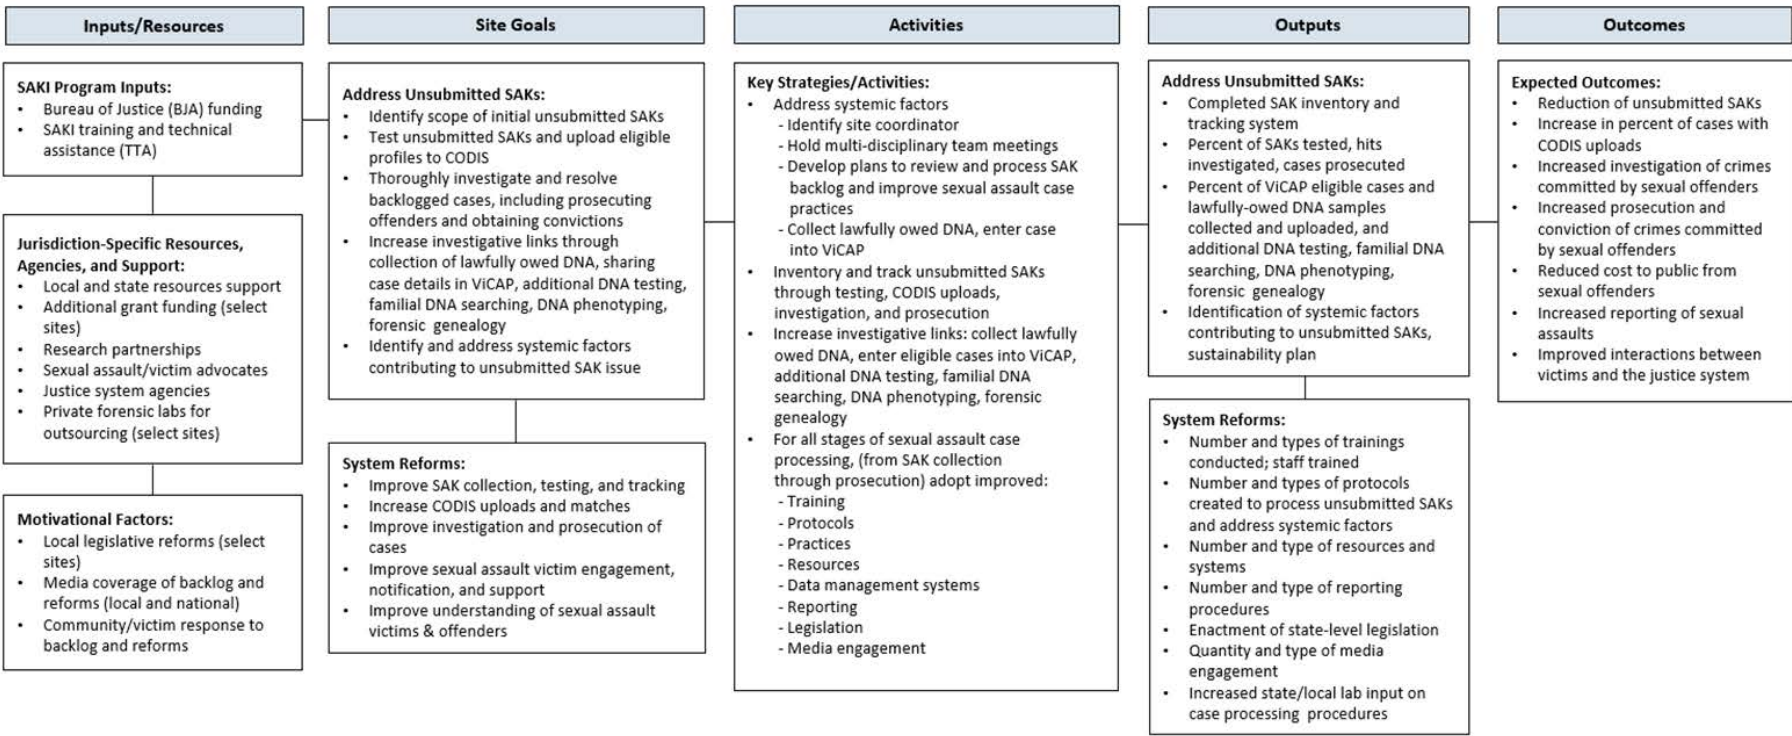 Inputs/Resources
SAKI Program Inputs:
• Bureau of Justice (BJA) funding
• SAKI training and technical
assistance (TTA)
Jurisdiction-Specific Resources,
Agencies, and Support:
• Local and state resources support
• Additional grant funding (select
sites)
• Research partnerships
• Sexual assault/victim advocates
• Justice system agencies
• Private forensic labs for
outsourcing (select sites)
Motivational Factors:
• Local legislative reforms (select
sites)
• Media coverage of backlog and
reforms (local and national)
• Community/victim response to
backlog and reforms
Site Goals
Address Unsubmitted SAKs:
• Identify scope of initial unsubmitted SAKs
• Test unsubmitted SAKs and upload eligible
profiles to CODIS
• Thoroughly investigate and resolve
backlogged cases, including prosecuting
offenders and obtaining convictions
• Increase investigative links through
collection of lawfully owed DNA, sharing
case details in ViCAP, additional DNA testing,
familial DNA searching, DNA phenotyping,
forensic genealogy
• Identify and address systemic factors
contributing to unsubmitted SAK issue
System Reforms:
• Improve SAK collection, testing, and tracking
• Increase CODIS uploads and matches
• Improve investigation and prosecution of
cases
• Improve sexual assault victim engagement,
notification, and support
• Improve understanding of sexual assault
victims & offenders
Activities
Key Strategies/Activities:
• Address systemic factors
- Identify site coordinator
- Hold multi-disciplinary team meetings
- Develop plans to review and process SAK
backlog and improve sexual assault case
practices
- Collect lawfully owed DNA, enter case
into ViCAP
• Inventory and track unsubmitted SAKs
through testing, CODIS uploads,
investigation, and prosecution
• Increase investigative links: collect lawfully
owed DNA, enter eligible cases into ViCAP,
additional DNA testing, familial DNA
searching, DNA phenotyping, forensic
genealogy
• For all stages of sexual assault case
processing, (from SAK collection
through prosecution) adopt improved:
- Training
- Protocols
- Practices
- Resources
- Data management systems
- Reporting
- Legislation
- Media engagement
Outputs
Address Unsubmitted SAKs:
• Completed SAK inventory and
tracking system
• Percent of SAKs tested, hits
investigated, cases prosecuted
• Percent of ViCAP eligible cases and
lawfully-owed DNA samples
collected and uploaded, and
additional DNA testing, familial DNA
searching, DNA phenotyping,
forensic genealogy
• Identification of systemic factors
contributing to unsubmitted SAKs,
sustainability plan
System Reforms:
• Number and types of trainings
conducted; staff trained
• Number and types of protocols
created to process unsubmitted SAKs
and address systemic factors
• Number and type of resources and
systems
• Number and type of reporting
procedures
• Enactment of state-level legislation
• Quantity and type of media
engagement
• Increased state/local lab input on
case processing procedures
Outcomes
Expected Outcomes:
• Reduction of unsubmitted SAKs
• Increase in percent of cases with
CODIS uploads
• Increased investigation of crimes
committed by sexual offenders
• Increased prosecution and
conviction of crimes committed
by sexual offenders
• Reduced cost to public from
sexual offenders
• Increased reporting of sexual
assaults
• Improved interactions between
victims and the justice system